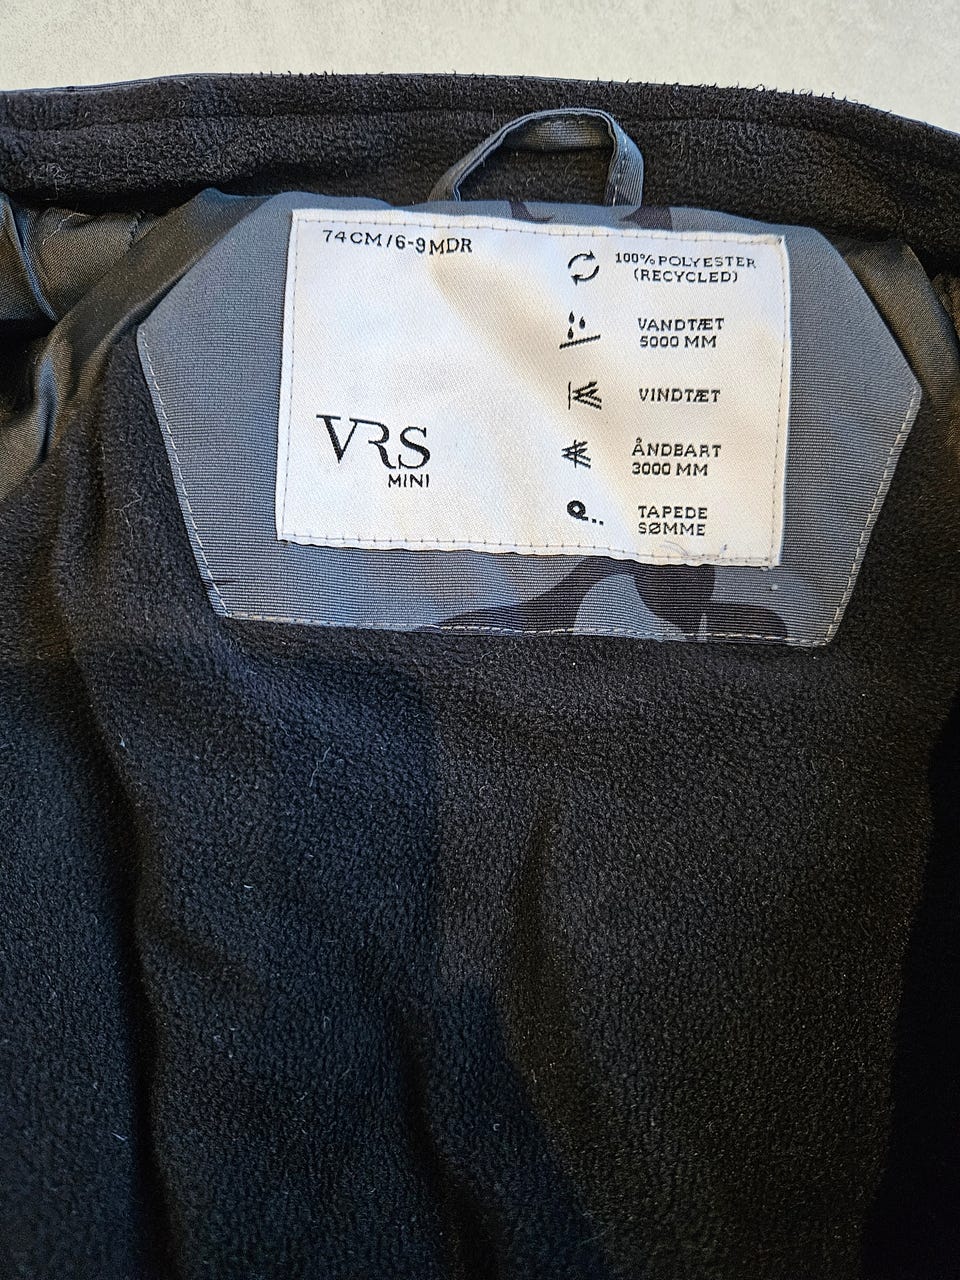 74CM/6-9MDR
100% POLYESTER
(RECYCLED)
VANDTÆT
5000 MM
VINDTÆT
ÅNDBART
3000 MM
TAPEDE
SØMME
VRS
MINI